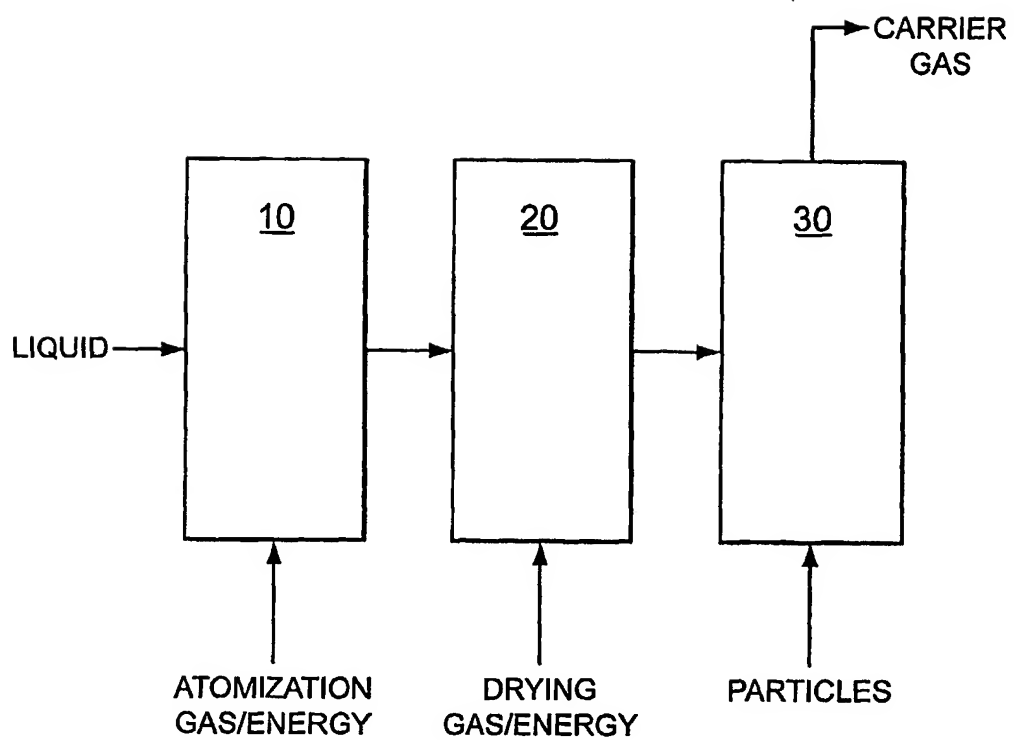 CARRIER
GAS
10
20
30
LIQUID
ATOMIZATION
GAS/ENERGY
DRYING
GAS/ENERGY
PARTICLES